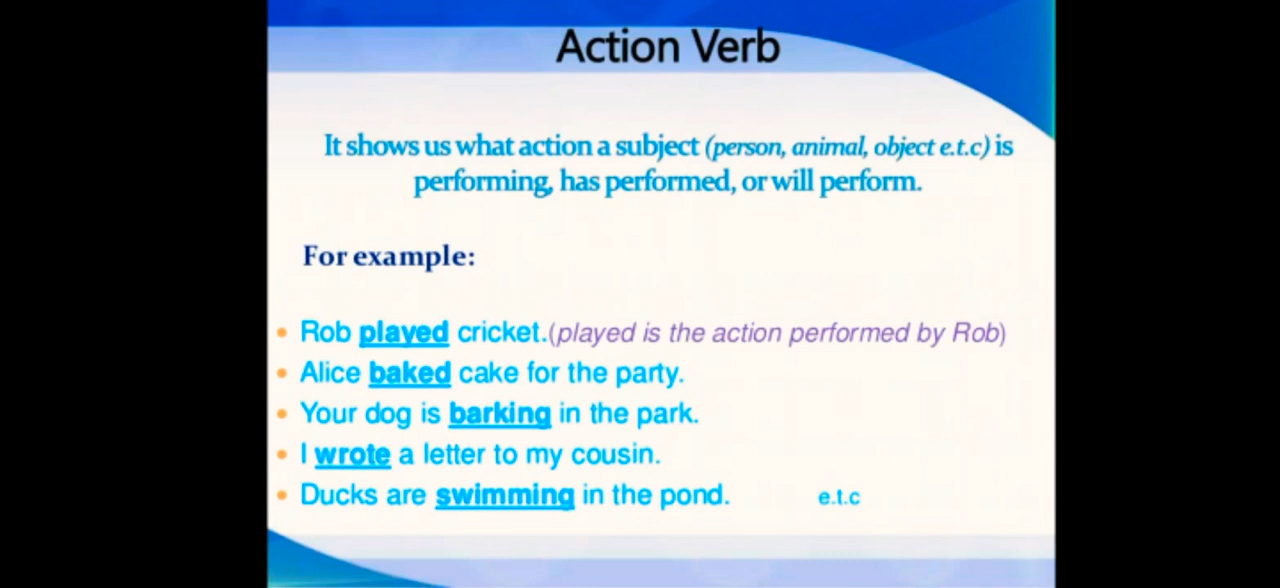 Action Verb
It shows us what action a subject (person, animal, object e.t.c) is
performing, has performed, or will perform.
For example:
• Rob played cricket.(played is the action performed by Rob)
• Alice baked cake for the party.
• Your dog is barking in the park.
• I wrote a letter to my cousin.
• Ducks are swimming in the pond. e.t.c